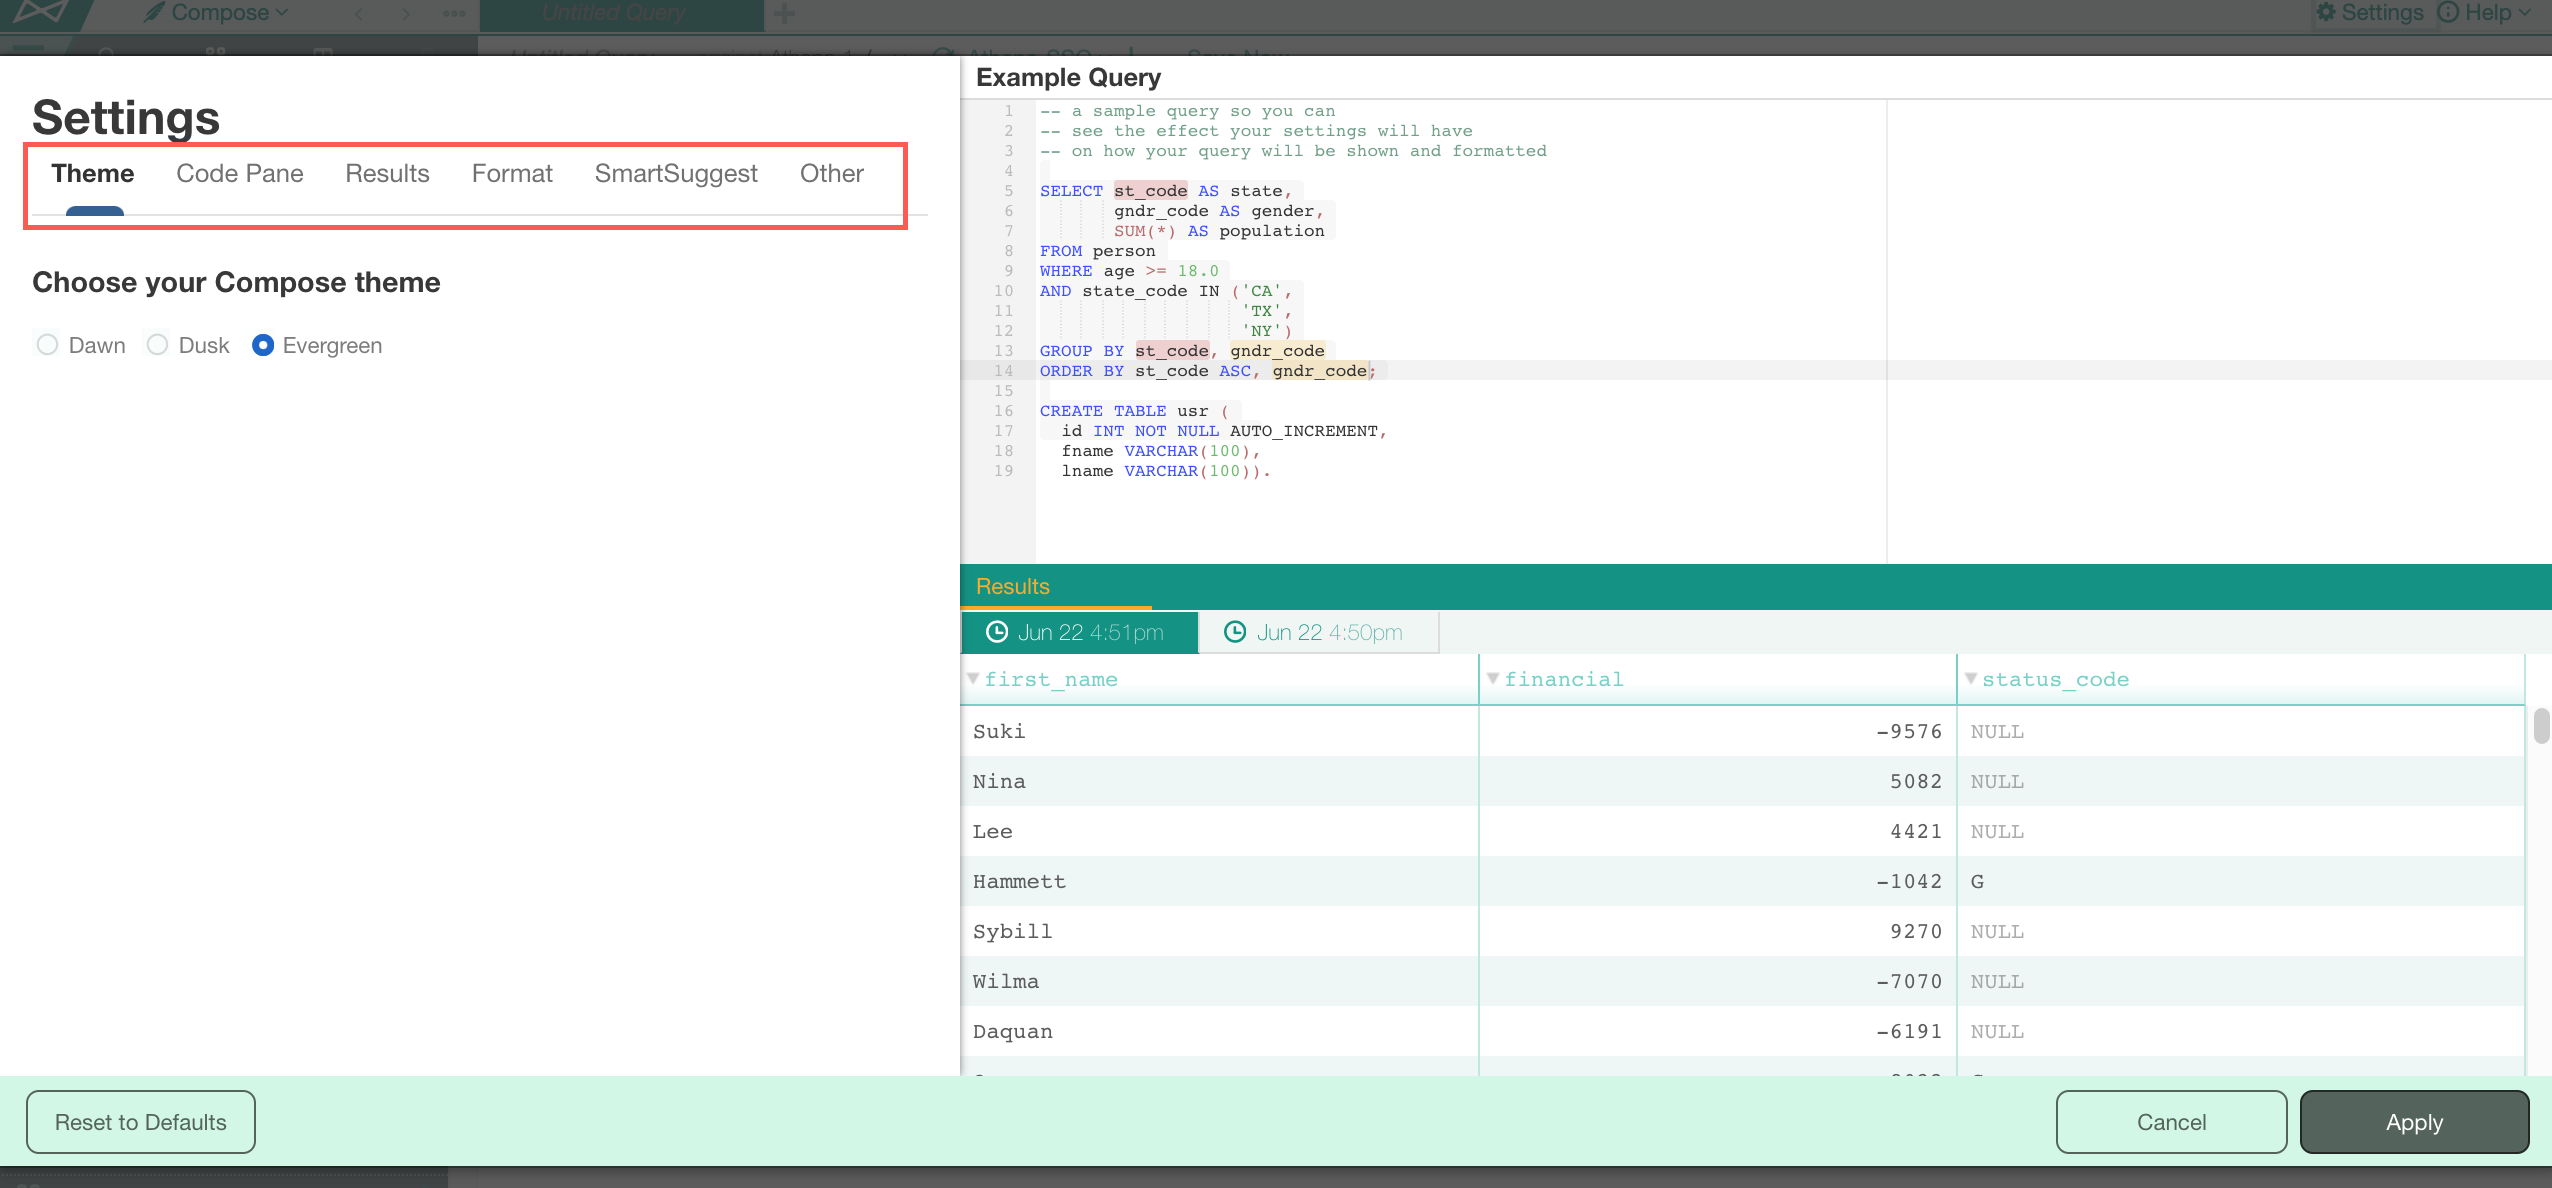 Compose
Untitled Query
Settings
Help
Settings
Theme Code Pane Results Format SmartSuggest Other
Choose your Compose theme
Dawn Dusk Evergreen
Example Query
1 -- a sample query so you can
2 -- see the effect your settings will have
3 -- on how your query will be shown and formatted
4
5 SELECT st_code AS state,
6 gndr_code AS gender,
7 SUM(*) AS population
8 FROM person
9 WHERE age >= 18.0
10 AND state_code IN ('CA',
11 'TX',
12 'NY')
13 GROUP BY st_code, gndr_code
14 ORDER BY st_code ASC, gndr_code;
15
16 CREATE TABLE usr (
17 id INT NOT NULL AUTO_INCREMENT,
18 fname VARCHAR(100),
19 lname VARCHAR(100)).
Results
Jun 22 4:51pm Jun 22 4:50pm
first_name financial status_code
Suki -9576 NULL
Nina 5082 NULL
Lee 4421 NULL
Hammett -1042 G
Sybill 9270 NULL
Wilma -7070 NULL
Daquan -6191 NULL
Reset to Defaults Cancel Apply